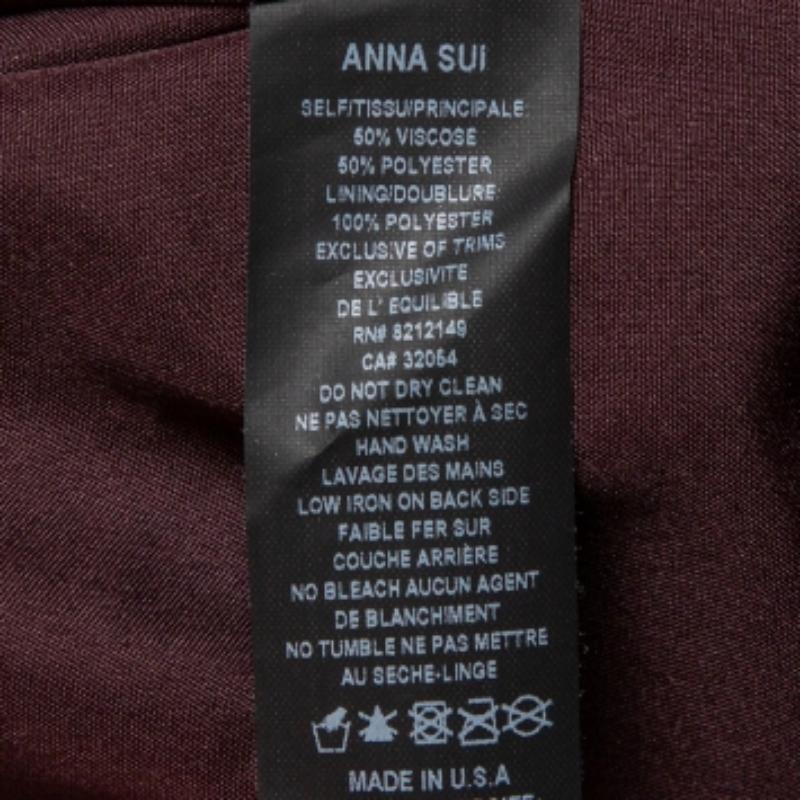 ANNA SUI
SELF/TISSU/PRINCIPALE
50% VISCOSE
50% POLYESTER
LINING/DOUBLURE
100% POLYESTER
EXCLUSIVE OF TRIMS
EXCLUSIVITE
DE L' EQUILIBLE
RN# 8212149
CA# 32054
DO NOT DRY CLEAN
NE PAS NETTOYER À SEC
HAND WASH
LAVAGE DES MAINS
LOW IRON ON BACK SIDE
FAIBLE FER SUR
COUCHE ARRIÈRE
NO BLEACH AUCUN AGENT
DE BLANCHIMENT
NO TUMBLE NE PAS METTRE
AU SECHE-LINGE
MADE IN U.S.A